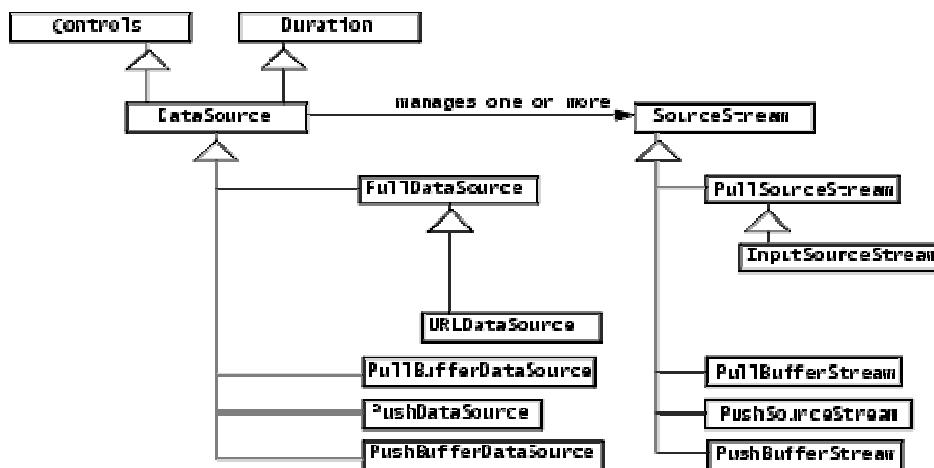 Controls
Duration
DataSource
manages one or more
SourceStream
PullDataSource
PullSourceStream
InputSourceStream
URLDataSource
PullBufferDataSource
PullBufferStream
PushDataSource
PushSourceStream
PushBufferDataSource
PushBufferStream